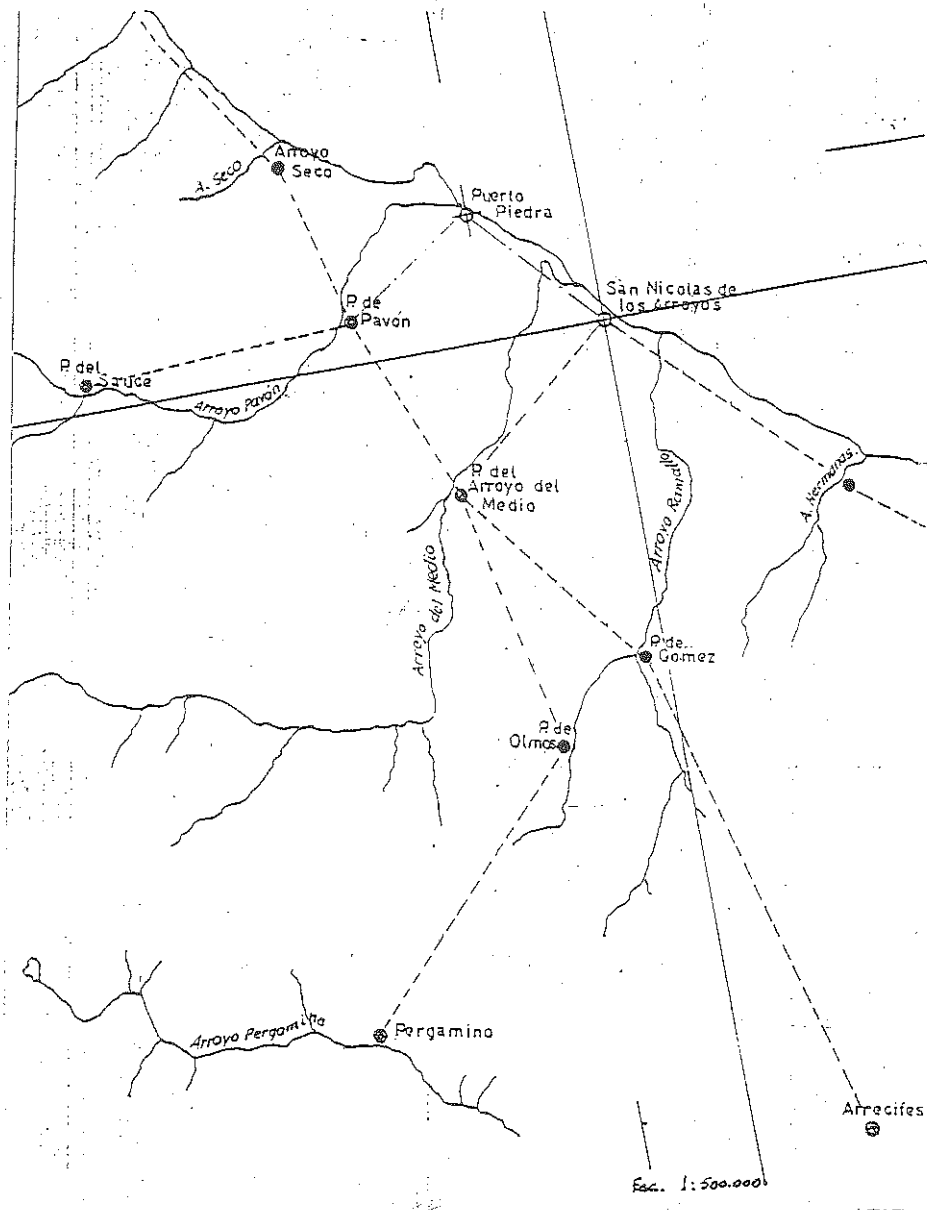 Arroyo
Seco
A. Seco
Puerto
Piedra
San Nicolas de
los Arroyos
P. de
Pavón
P. del
Sauce
Arroyo Pavón
P. del
Arroyo del
Medio
Arroyo Ramallo
A. Hermanas.
Arroyo del Medio
P. de
Gomez
P. de
Olmos
Arroyo Pergamino
Pergamino
Arrecifes
Esc. 1:500.000